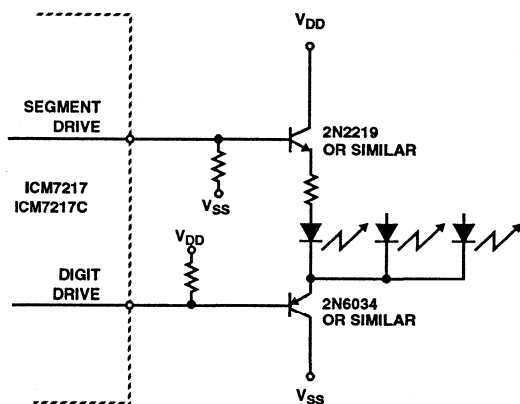 VDD
SEGMENT
DRIVE
2N2219
OR SIMILAR
ICM7217
ICM7217C
VSS
VDD
DIGIT
DRIVE
2N6034
OR SIMILAR
VSS